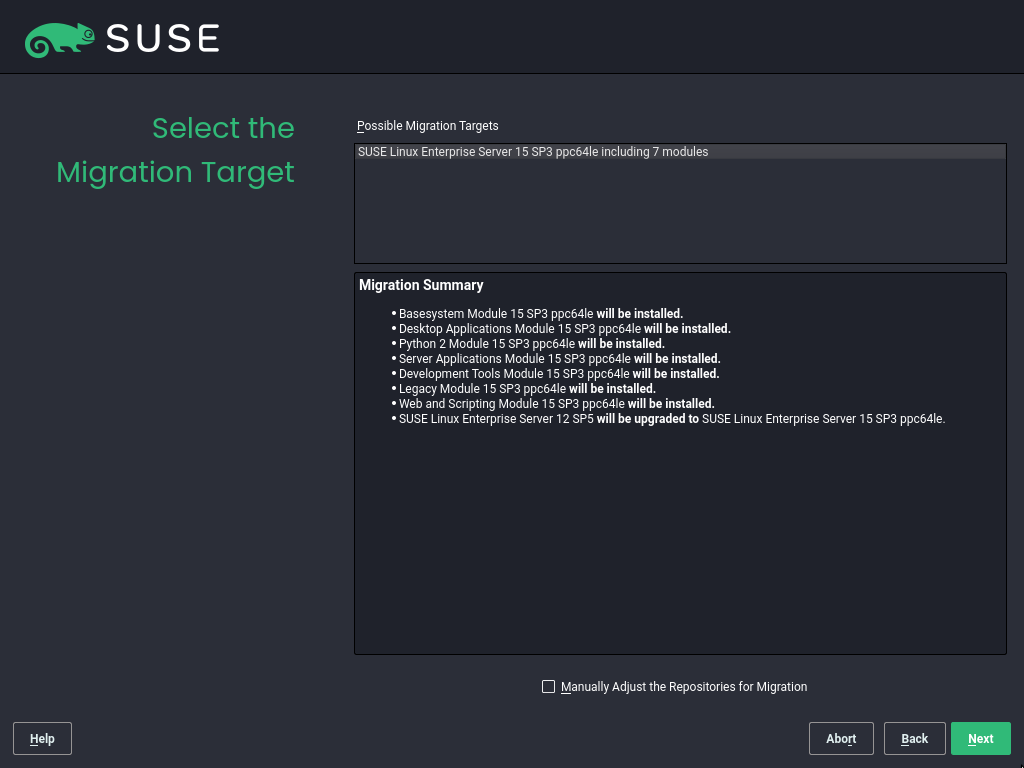 SUSE
Select the
Migration Target
Possible Migration Targets
SUSE Linux Enterprise Server 15 SP3 ppc64le including 7 modules
Migration Summary
• Basesystem Module 15 SP3 ppc64le will be installed.
• Desktop Applications Module 15 SP3 ppc64le will be installed.
• Python 2 Module 15 SP3 ppc64le will be installed.
• Server Applications Module 15 SP3 ppc64le will be installed.
• Development Tools Module 15 SP3 ppc64le will be installed.
• Legacy Module 15 SP3 ppc64le will be installed.
• Web and Scripting Module 15 SP3 ppc64le will be installed.
• SUSE Linux Enterprise Server 12 SP5 will be upgraded to SUSE Linux Enterprise Server 15 SP3 ppc64le.
Manually Adjust the Repositories for Migration
Help
Abort
Back
Next